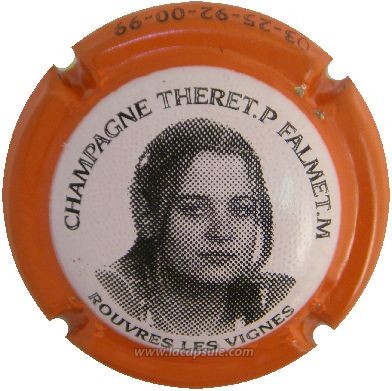 03-25-92-00-99
CHAMPAGNE THERET.P FALMET.M
ROUVRES LES VIGNES
www.lacapsule.com